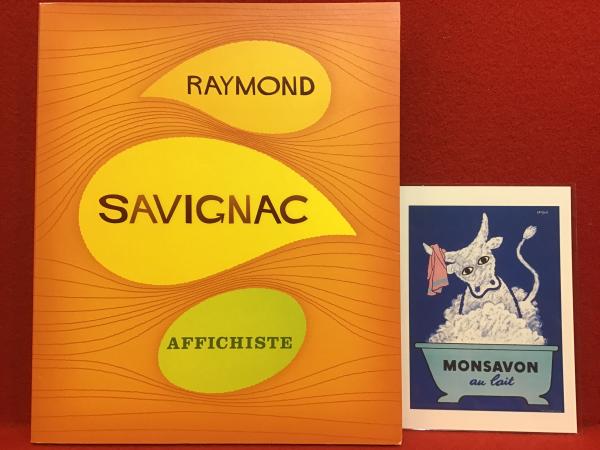 RAYMOND
SAVIGNAC
AFFICHISTE
MONSAVON
au lait